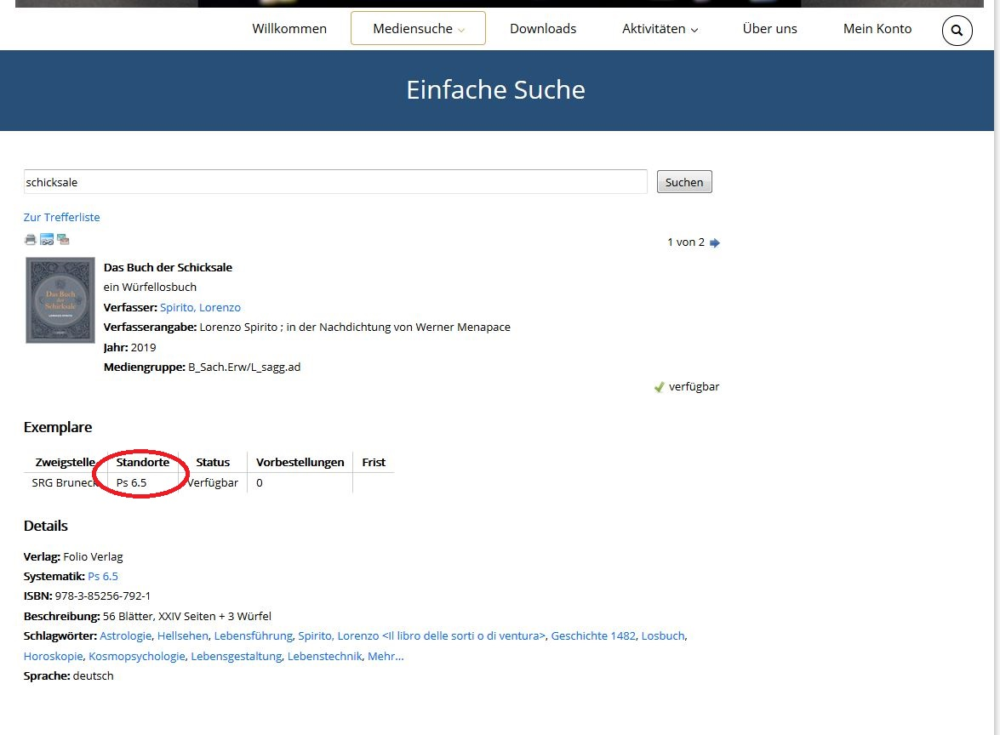 Willkommen Mediensuche Downloads Aktivitäten Über uns Mein Konto
Einfache Suche
schicksale Suchen
Zur Trefferliste
1 von 2
Das Buch der Schicksale
ein Würfellosbuch
Verfasser: Spirito, Lorenzo
Verfasserangabe: Lorenzo Spirito ; in der Nachdichtung von Werner Menapace
Jahr: 2019
Mediengruppe: B_Sach.Erw/L_sagg.ad
Das Buch
der
Schicksale
LORENZO SPIRITO
verfügbar
Exemplare
Zweigstelle Standorte Status Vorbestellungen Frist
SRG Bruneck Ps 6.5 Verfügbar 0
Details
Verlag: Folio Verlag
Systematik: Ps 6.5
ISBN: 978-3-85256-792-1
Beschreibung: 56 Blätter, XXIV Seiten + 3 Würfel
Schlagwörter: Astrologie, Hellsehen, Lebensführung, Spirito, Lorenzo <Il libro delle sorti o di ventura>, Geschichte 1482, Losbuch,
Horoskopie, Kosmopsychologie, Lebensgestaltung, Lebenstechnik, Mehr...
Sprache: deutsch